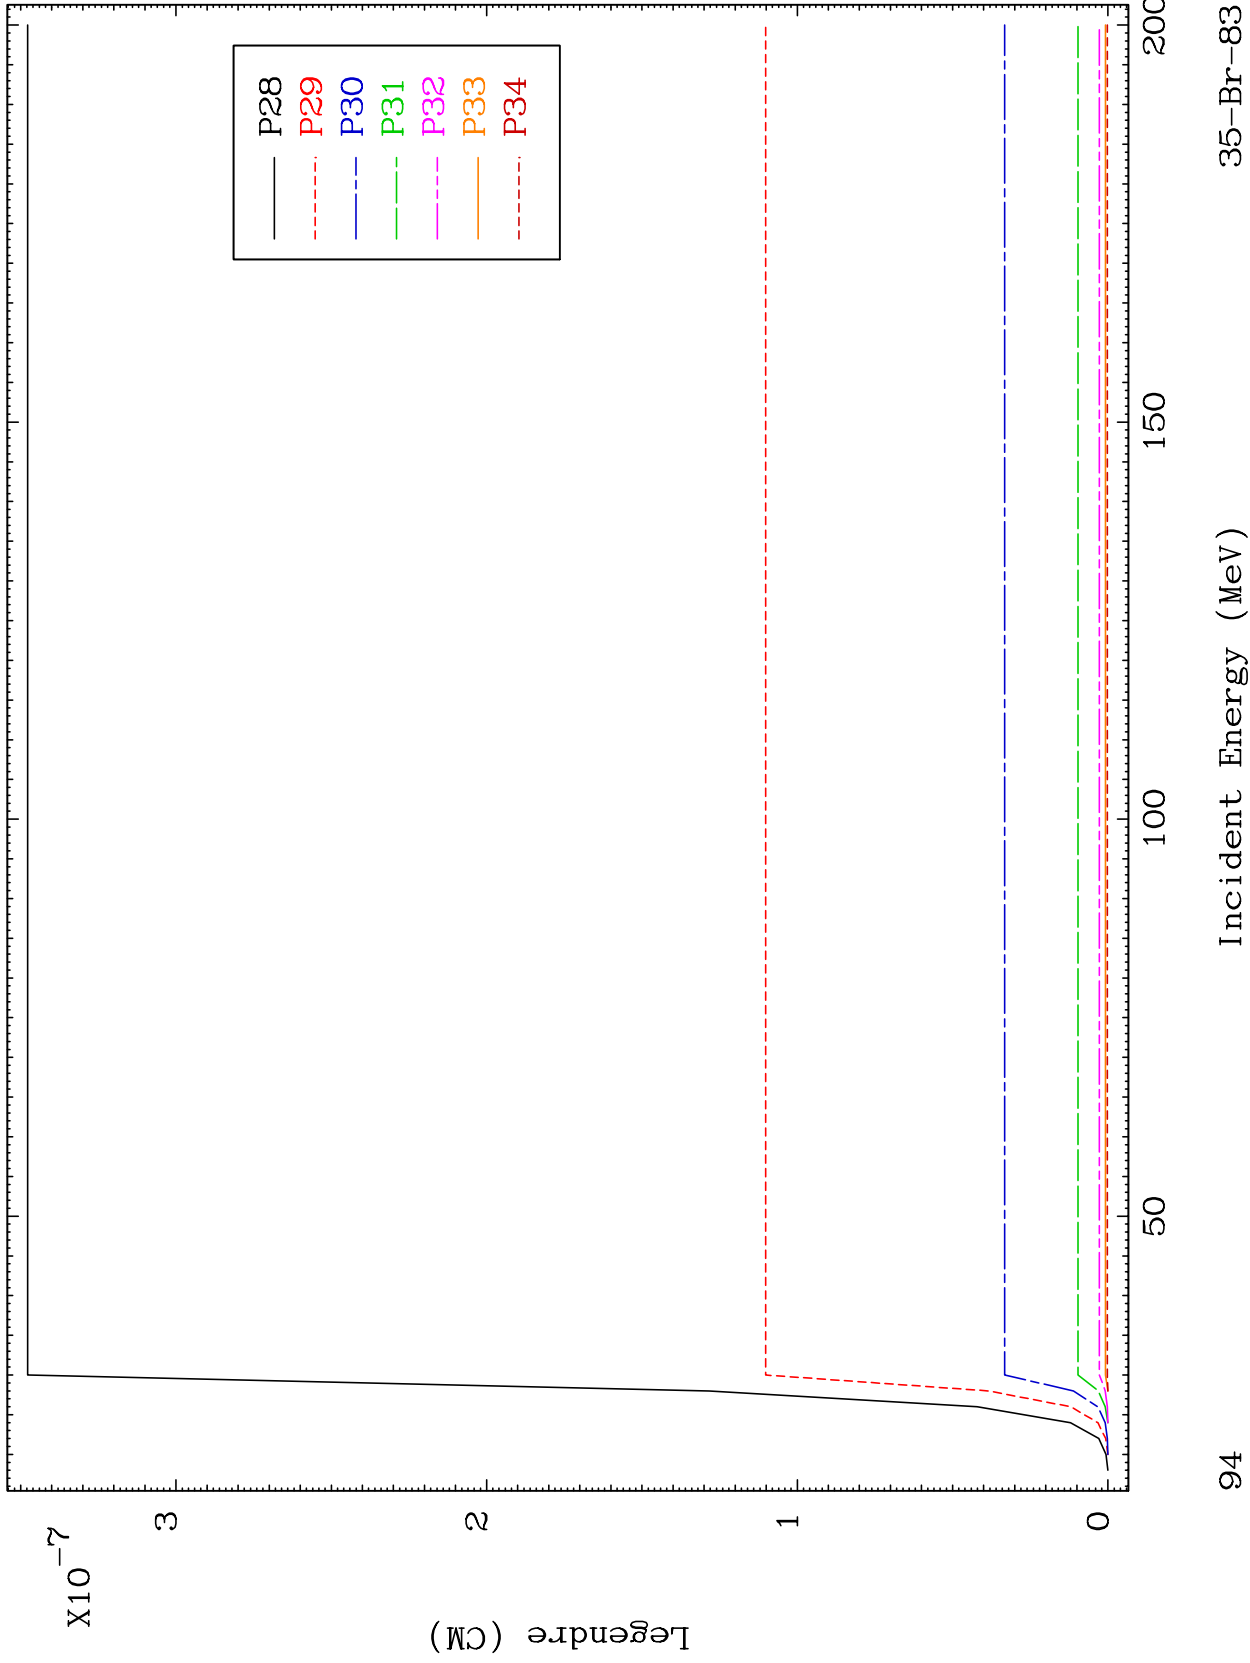 X10-7
3
2
1
0
Legendre (CM)
P28
P29
P30
P31
P32
P33
P34
50
100
150
200
Incident Energy (MeV)
94
35-Br-83